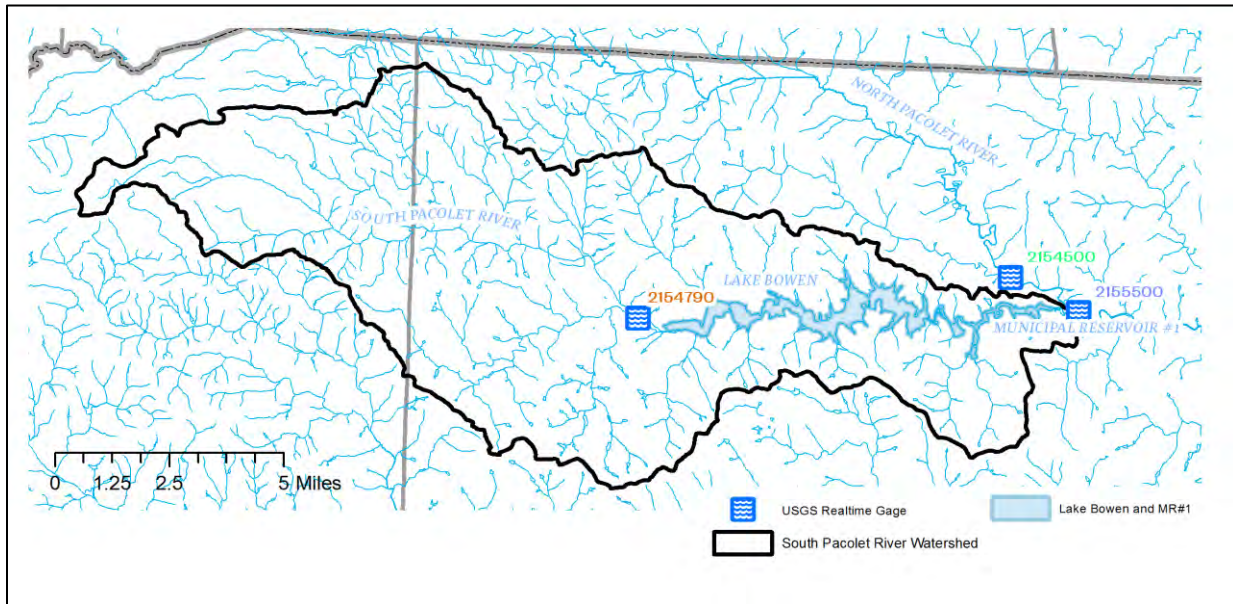 NORTH PACOLET RIVER
SOUTH PACOLET RIVER
2154500
LAKE BOWEN
2154790
2155500
MUNICIPAL RESERVOIR #1
0 1.25 2.5 5 Miles
USGS Realtime Gage
Lake Bowen and MR#1
South Pacolet River Watershed